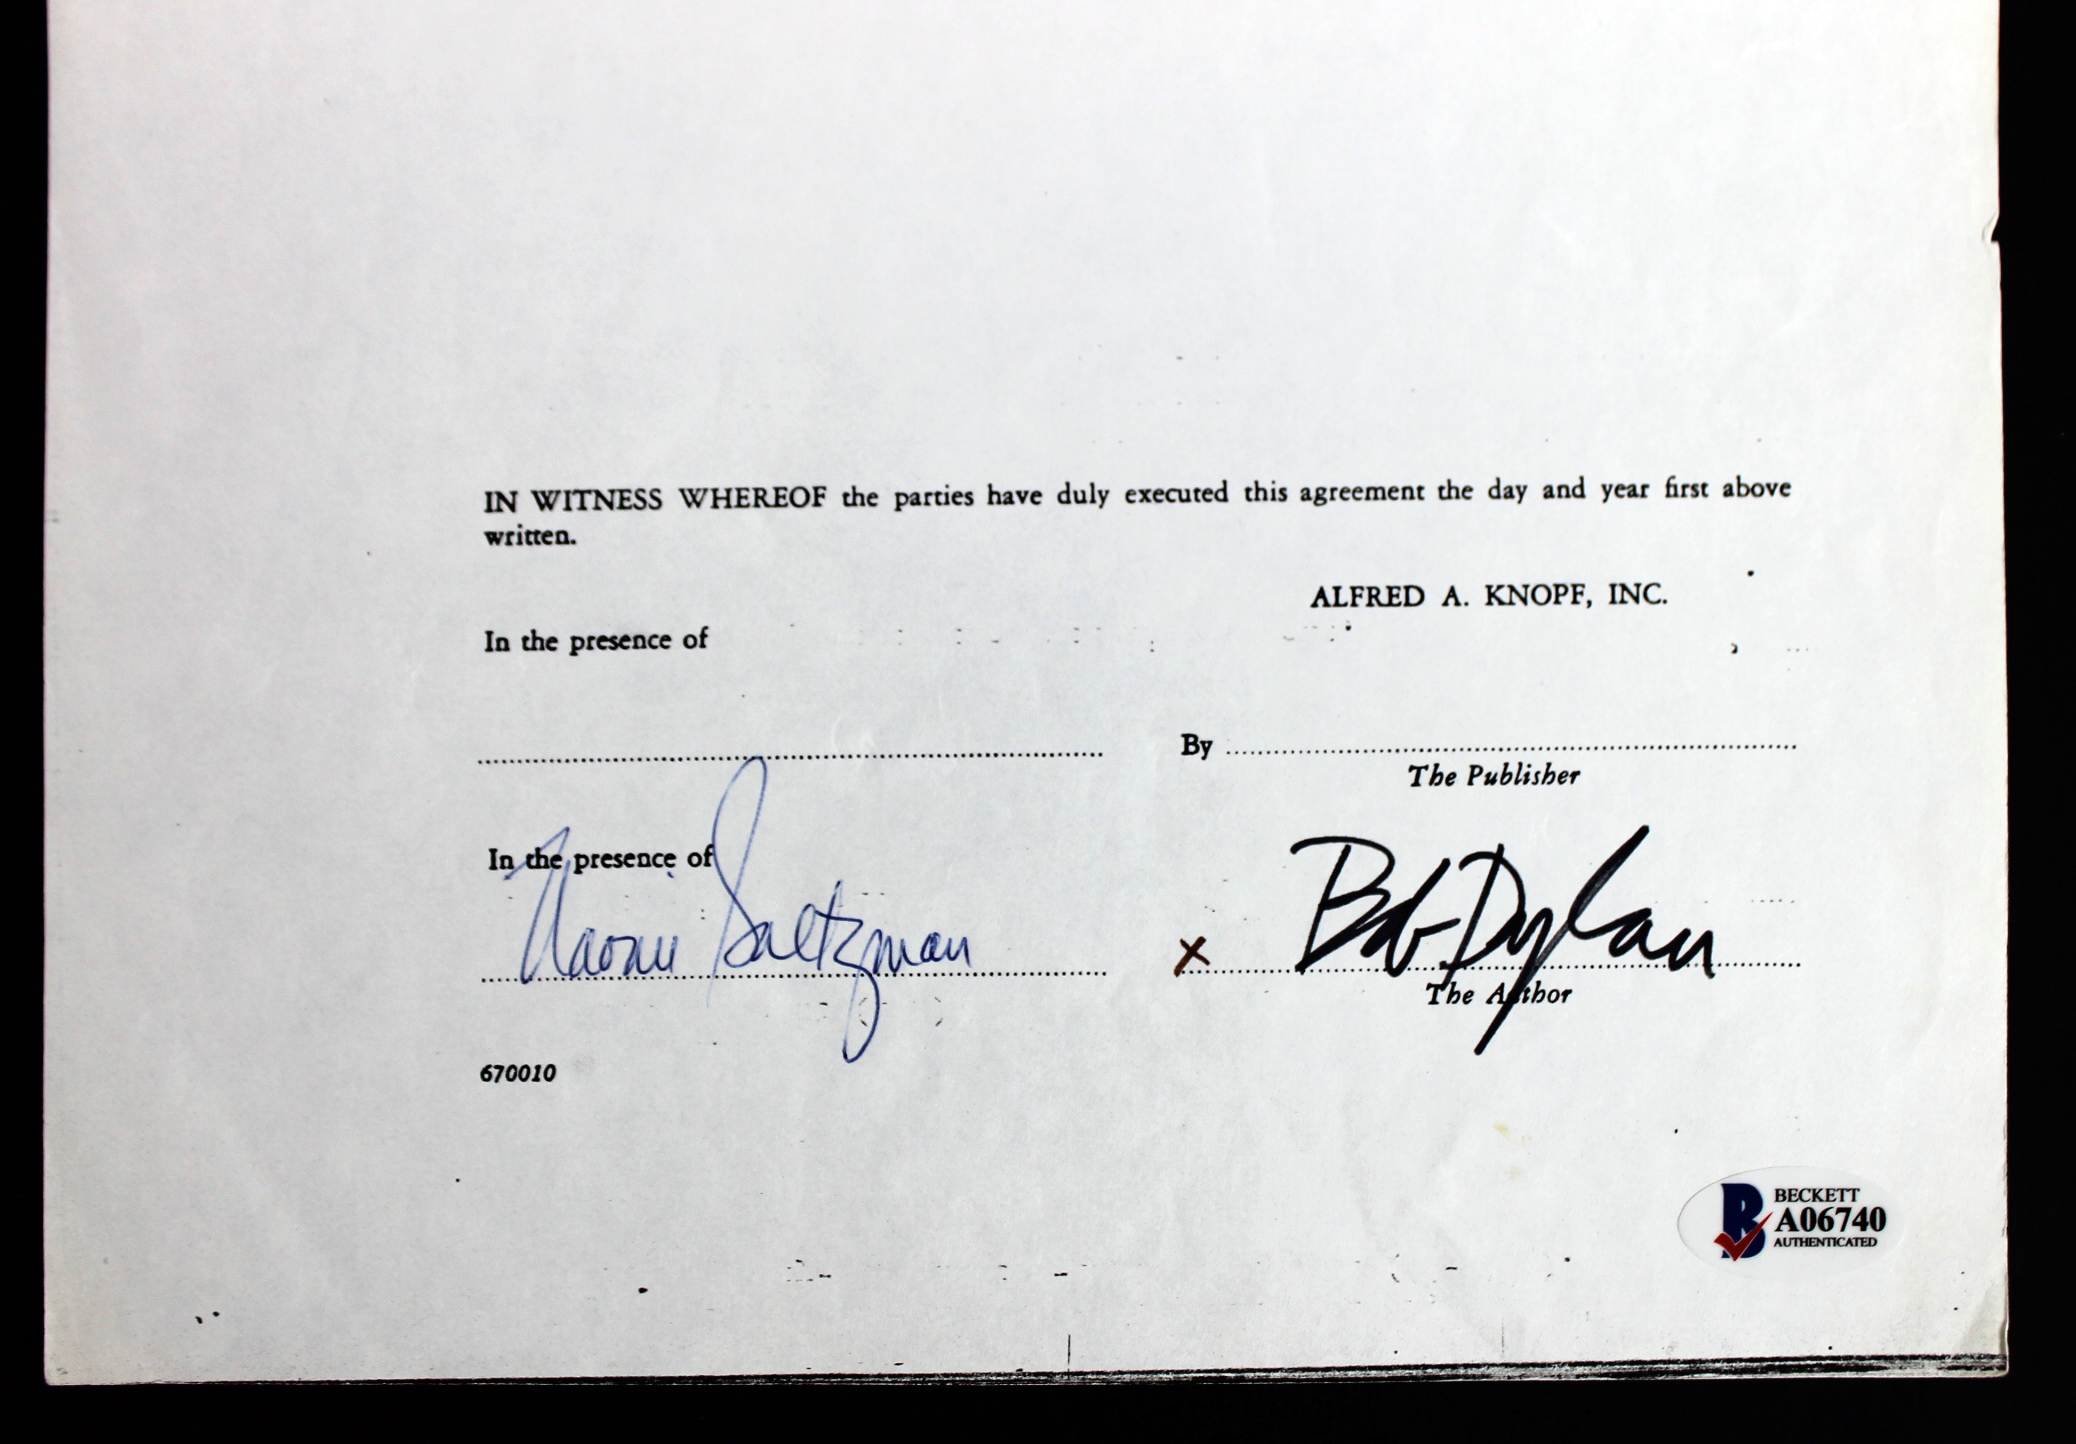 IN WITNESS WHEREOF the parties have duly executed this agreement the day and year first above
written.
ALFRED A. KNOPF, INC.
In the presence of
By
The Publisher
In the presence of
Naomi Saltzman
x Bob Dylan
The Author
670010
BECKETT
A06740
AUTHENTICATED